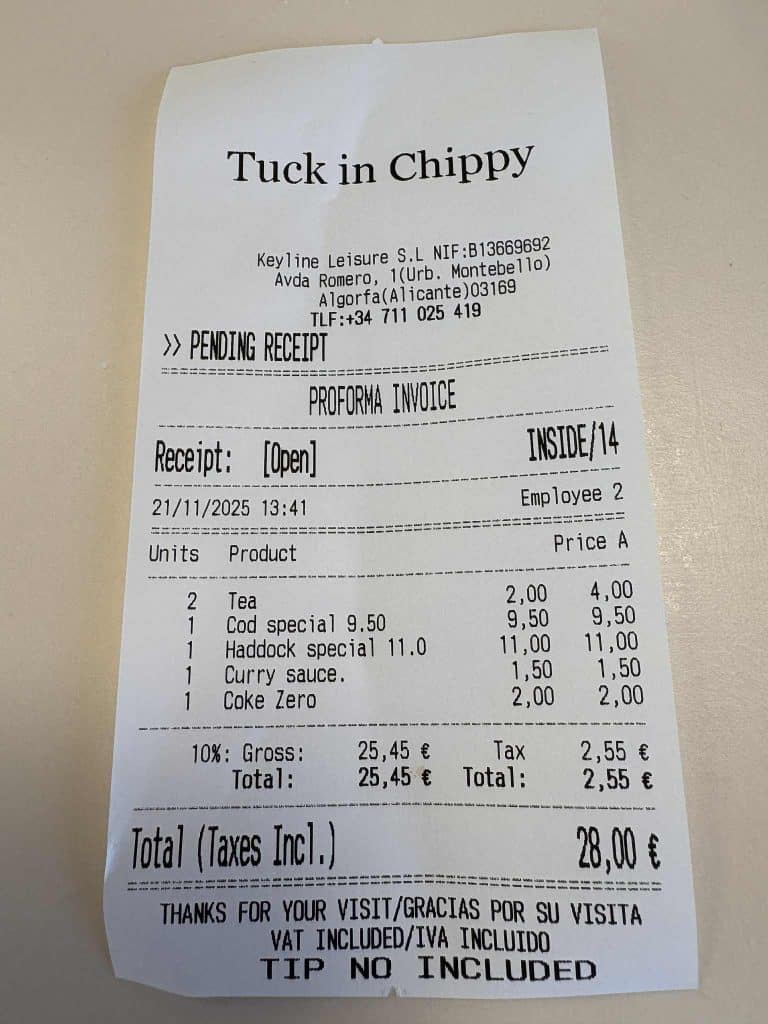 Tuck in Chippy
Keyline Leisure S.L NIF:B13669692
Avda Romero, 1(Urb. Montebello)
Algorfa(Alicante)03169
TLF:+34 711 025 419
>> PENDING RECEIPT
PROFORMA INVOICE
Receipt: [Open] INSIDE/14
21/11/2025 13:41 Employee 2
Units Product Price A
2 Tea 2,00 4,00
1 Cod special 9.50 9,50 9,50
1 Haddock special 11.0 11,00 11,00
1 Curry sauce. 1,50 1,50
1 Coke Zero 2,00 2,00
10%: Gross: 25,45 € Tax 2,55 €
Total: 25,45 € Total: 2,55 €
Total (Taxes Incl.) 28,00 €
THANKS FOR YOUR VISIT/GRACIAS POR SU VISITA
VAT INCLUDED/IVA INCLUIDO
TIP NO INCLUDED